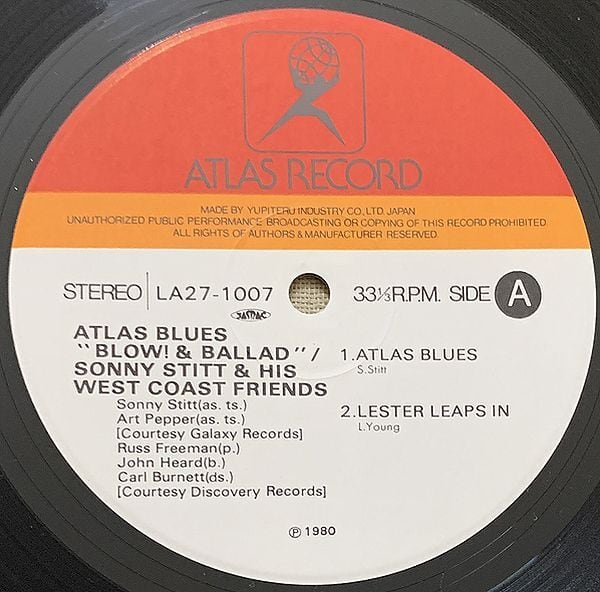 ATLAS RECORD
MADE BY YUPITERU INDUSTRY CO., LTD. JAPAN
UNAUTHORIZED PUBLIC PERFORMANCE BROADCASTING OR COPYING OF THIS RECORD PROHIBITED
ALL RIGHTS OF AUTHORS & MANUFACTURER RESERVED.
STEREO | LA27-1007
JASRAC
33⅓ R.P.M. SIDE A
ATLAS BLUES
"BLOW! & BALLAD"/
SONNY STITT & HIS
WEST COAST FRIENDS
Sonny Stitt(as. ts.)
Art Pepper(as. ts.)
[Courtesy Galaxy Records]
Russ Freeman(p.)
John Heard(b.)
Carl Burnett(ds.)
[Courtesy Discovery Records]
1.ATLAS BLUES
S.Stitt
2.LESTER LEAPS IN
L.Young
℗ 1980